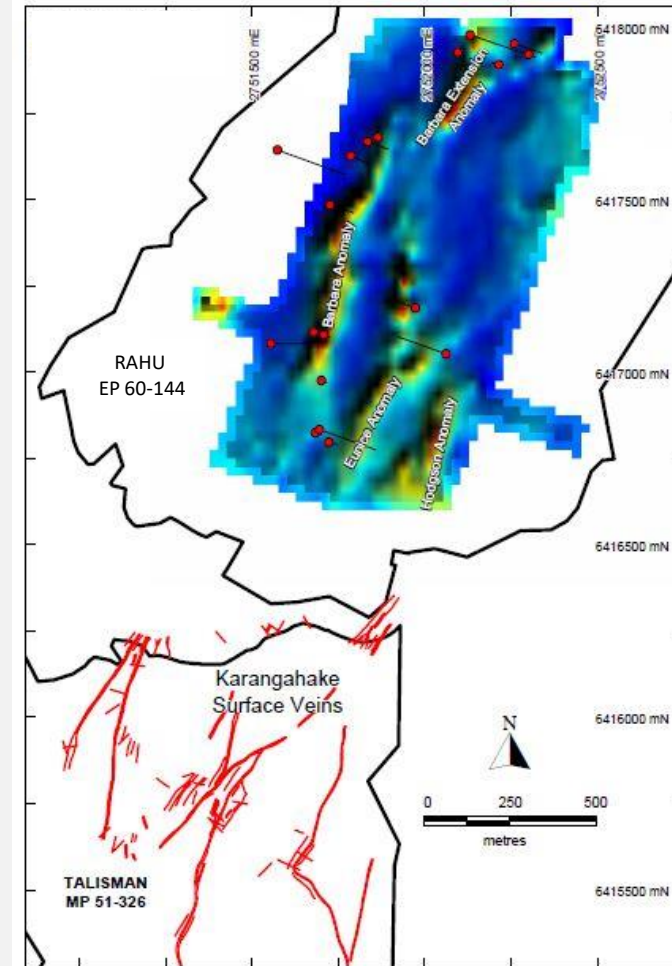 6418000 mN
2751500 mE
2752000 mE
2752500 mE
Barbara Extension
Anomaly
6417500 mN
Barbara Anomaly
RAHU
EP 60-144
6417000 mN
Eunice Anomaly
Hodgson Anomaly
6416500 mN
Karangahake
Surface Veins
6416000 mN
N
0 250 500
metres
TALISMAN
MP 51-326
6415500 mN